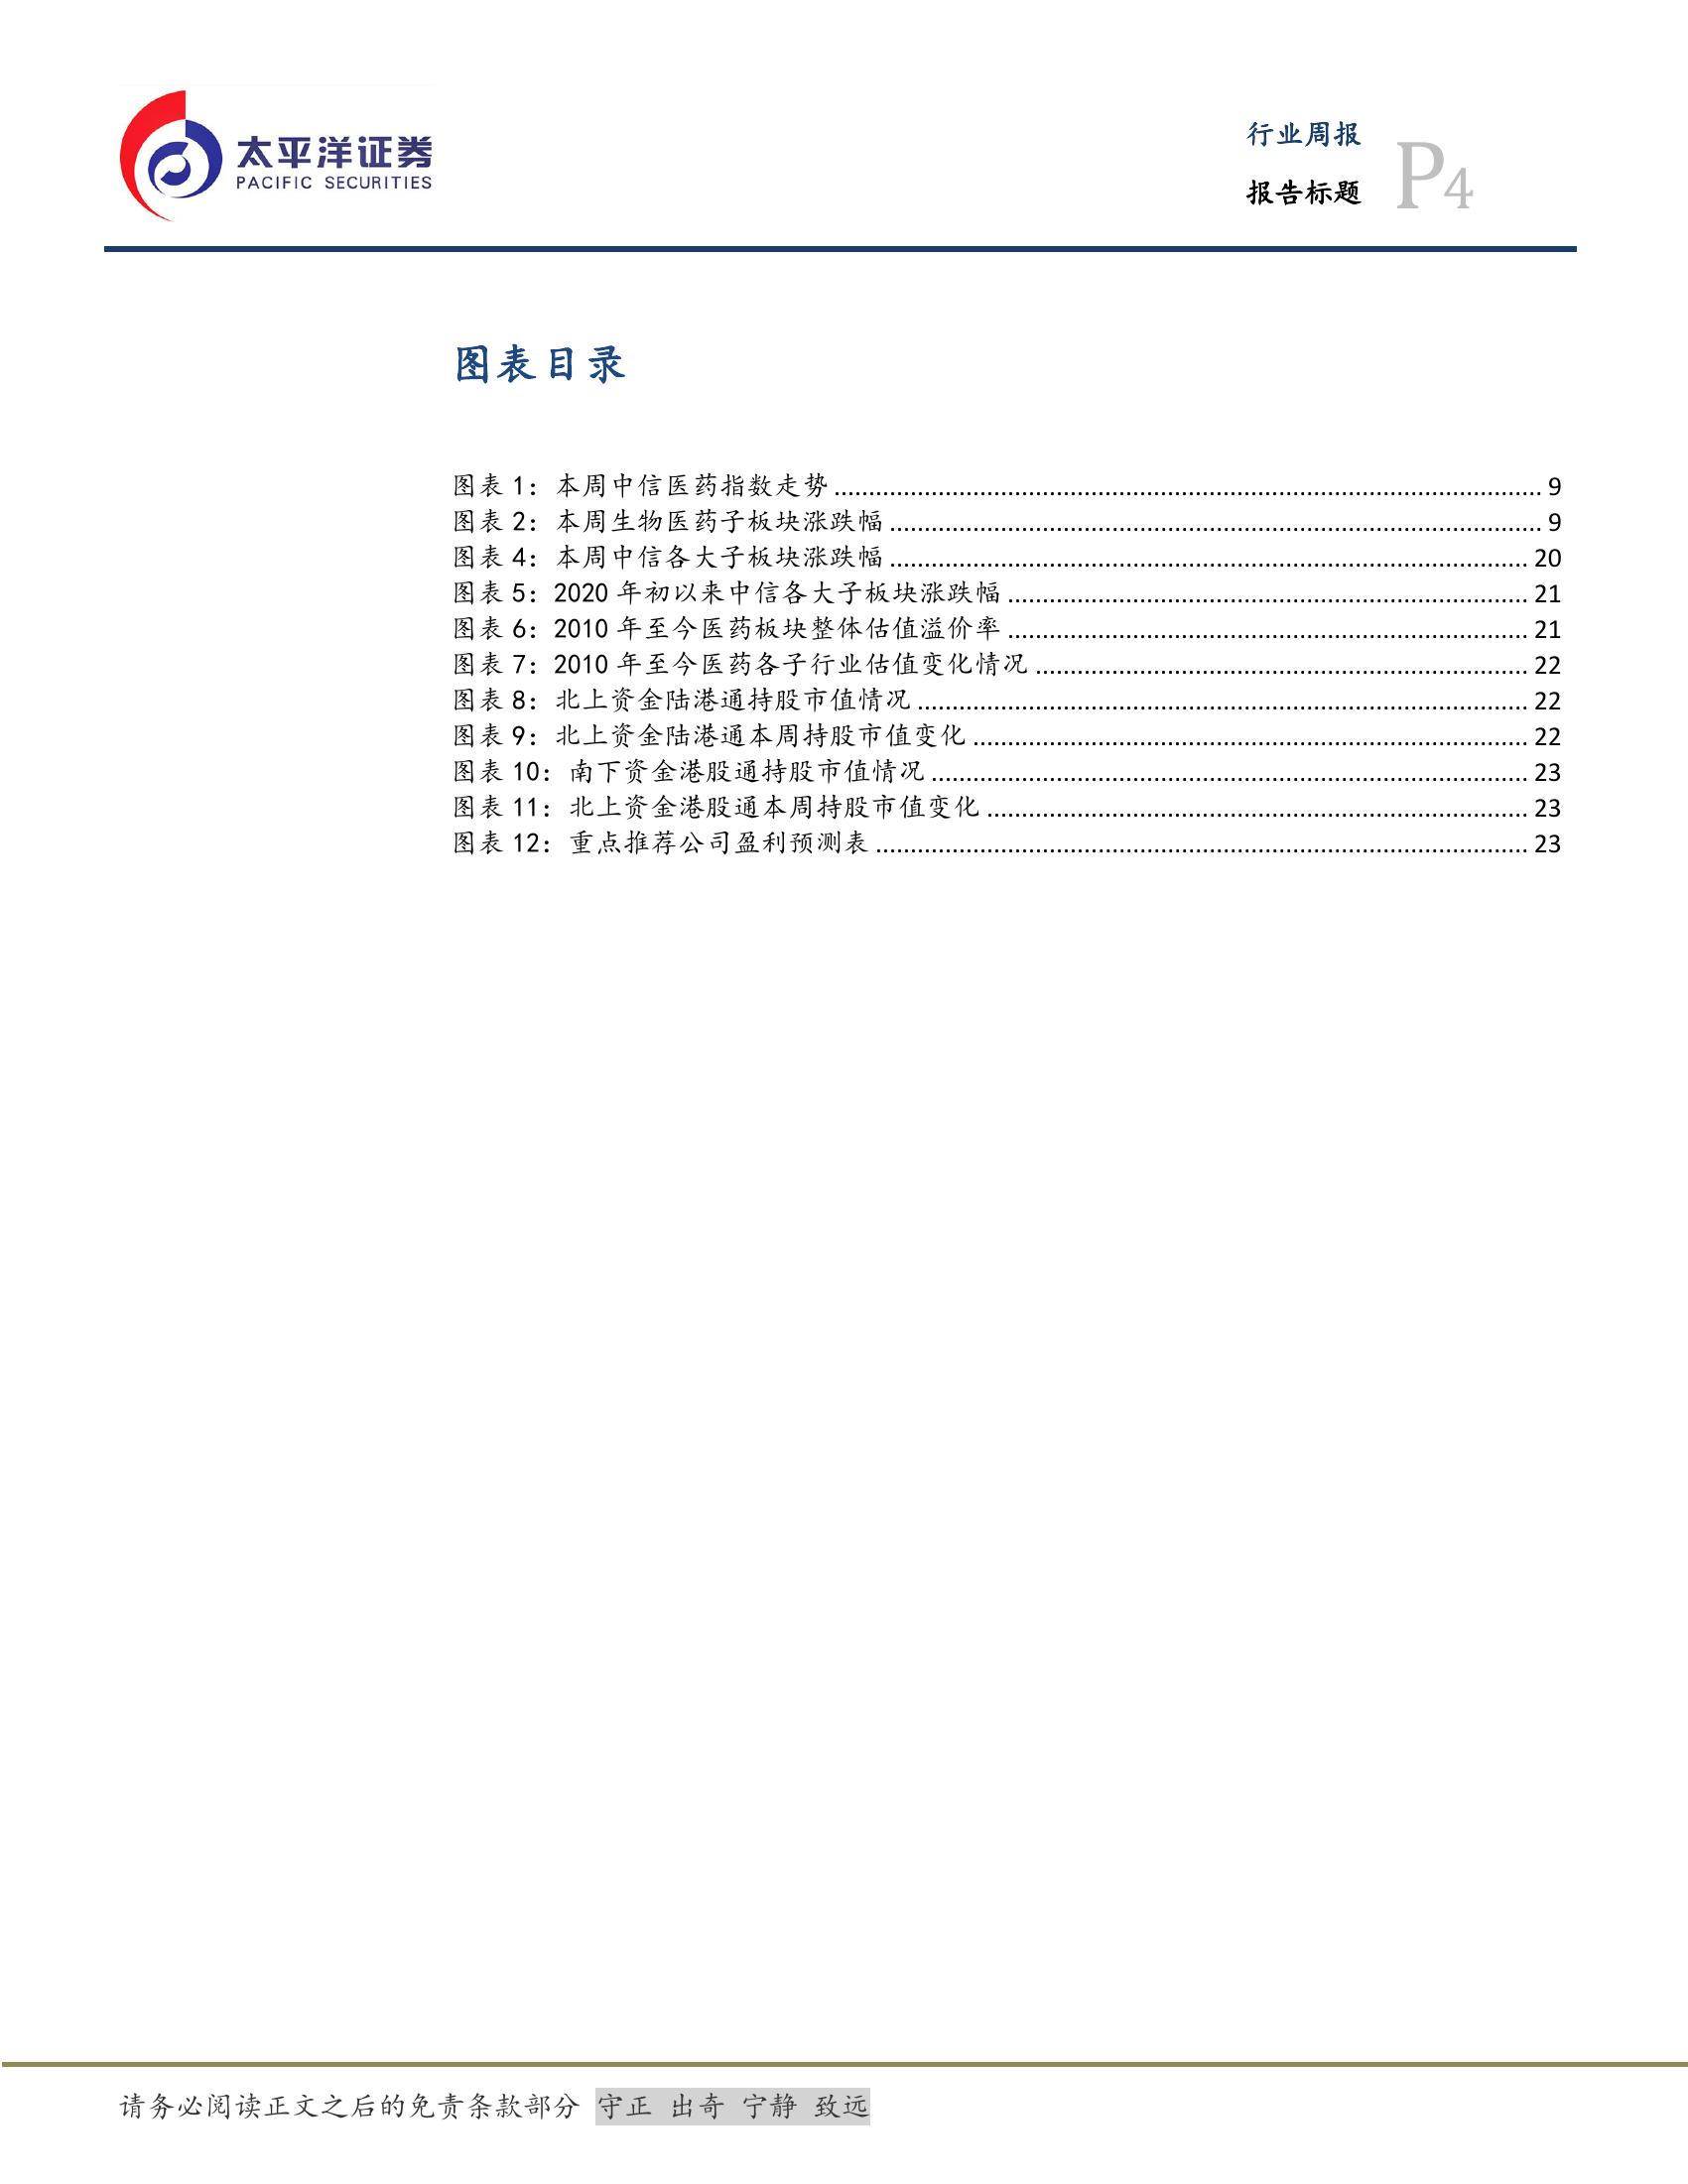 太平洋证券
PACIFIC SECURITIES
行业周报
报告标题
P4
图表目录
图表 1：本周中信医药指数走势 ........ 9
图表 2：本周生物医药子板块涨跌幅 ........ 9
图表 4：本周中信各大子板块涨跌幅 ........ 20
图表 5：2020 年初以来中信各大子板块涨跌幅 ........ 21
图表 6：2010 年至今医药板块整体估值溢价率 ........ 21
图表 7：2010 年至今医药各子行业估值变化情况 ........ 22
图表 8：北上资金陆港通持股市值情况 ........ 22
图表 9：北上资金陆港通本周持股市值变化 ........ 22
图表 10：南下资金港股通持股市值情况 ........ 23
图表 11：北上资金港股通本周持股市值变化 ........ 23
图表 12：重点推荐公司盈利预测表 ........ 23
请务必阅读正文之后的免责条款部分 守正 出奇 宁静 致远